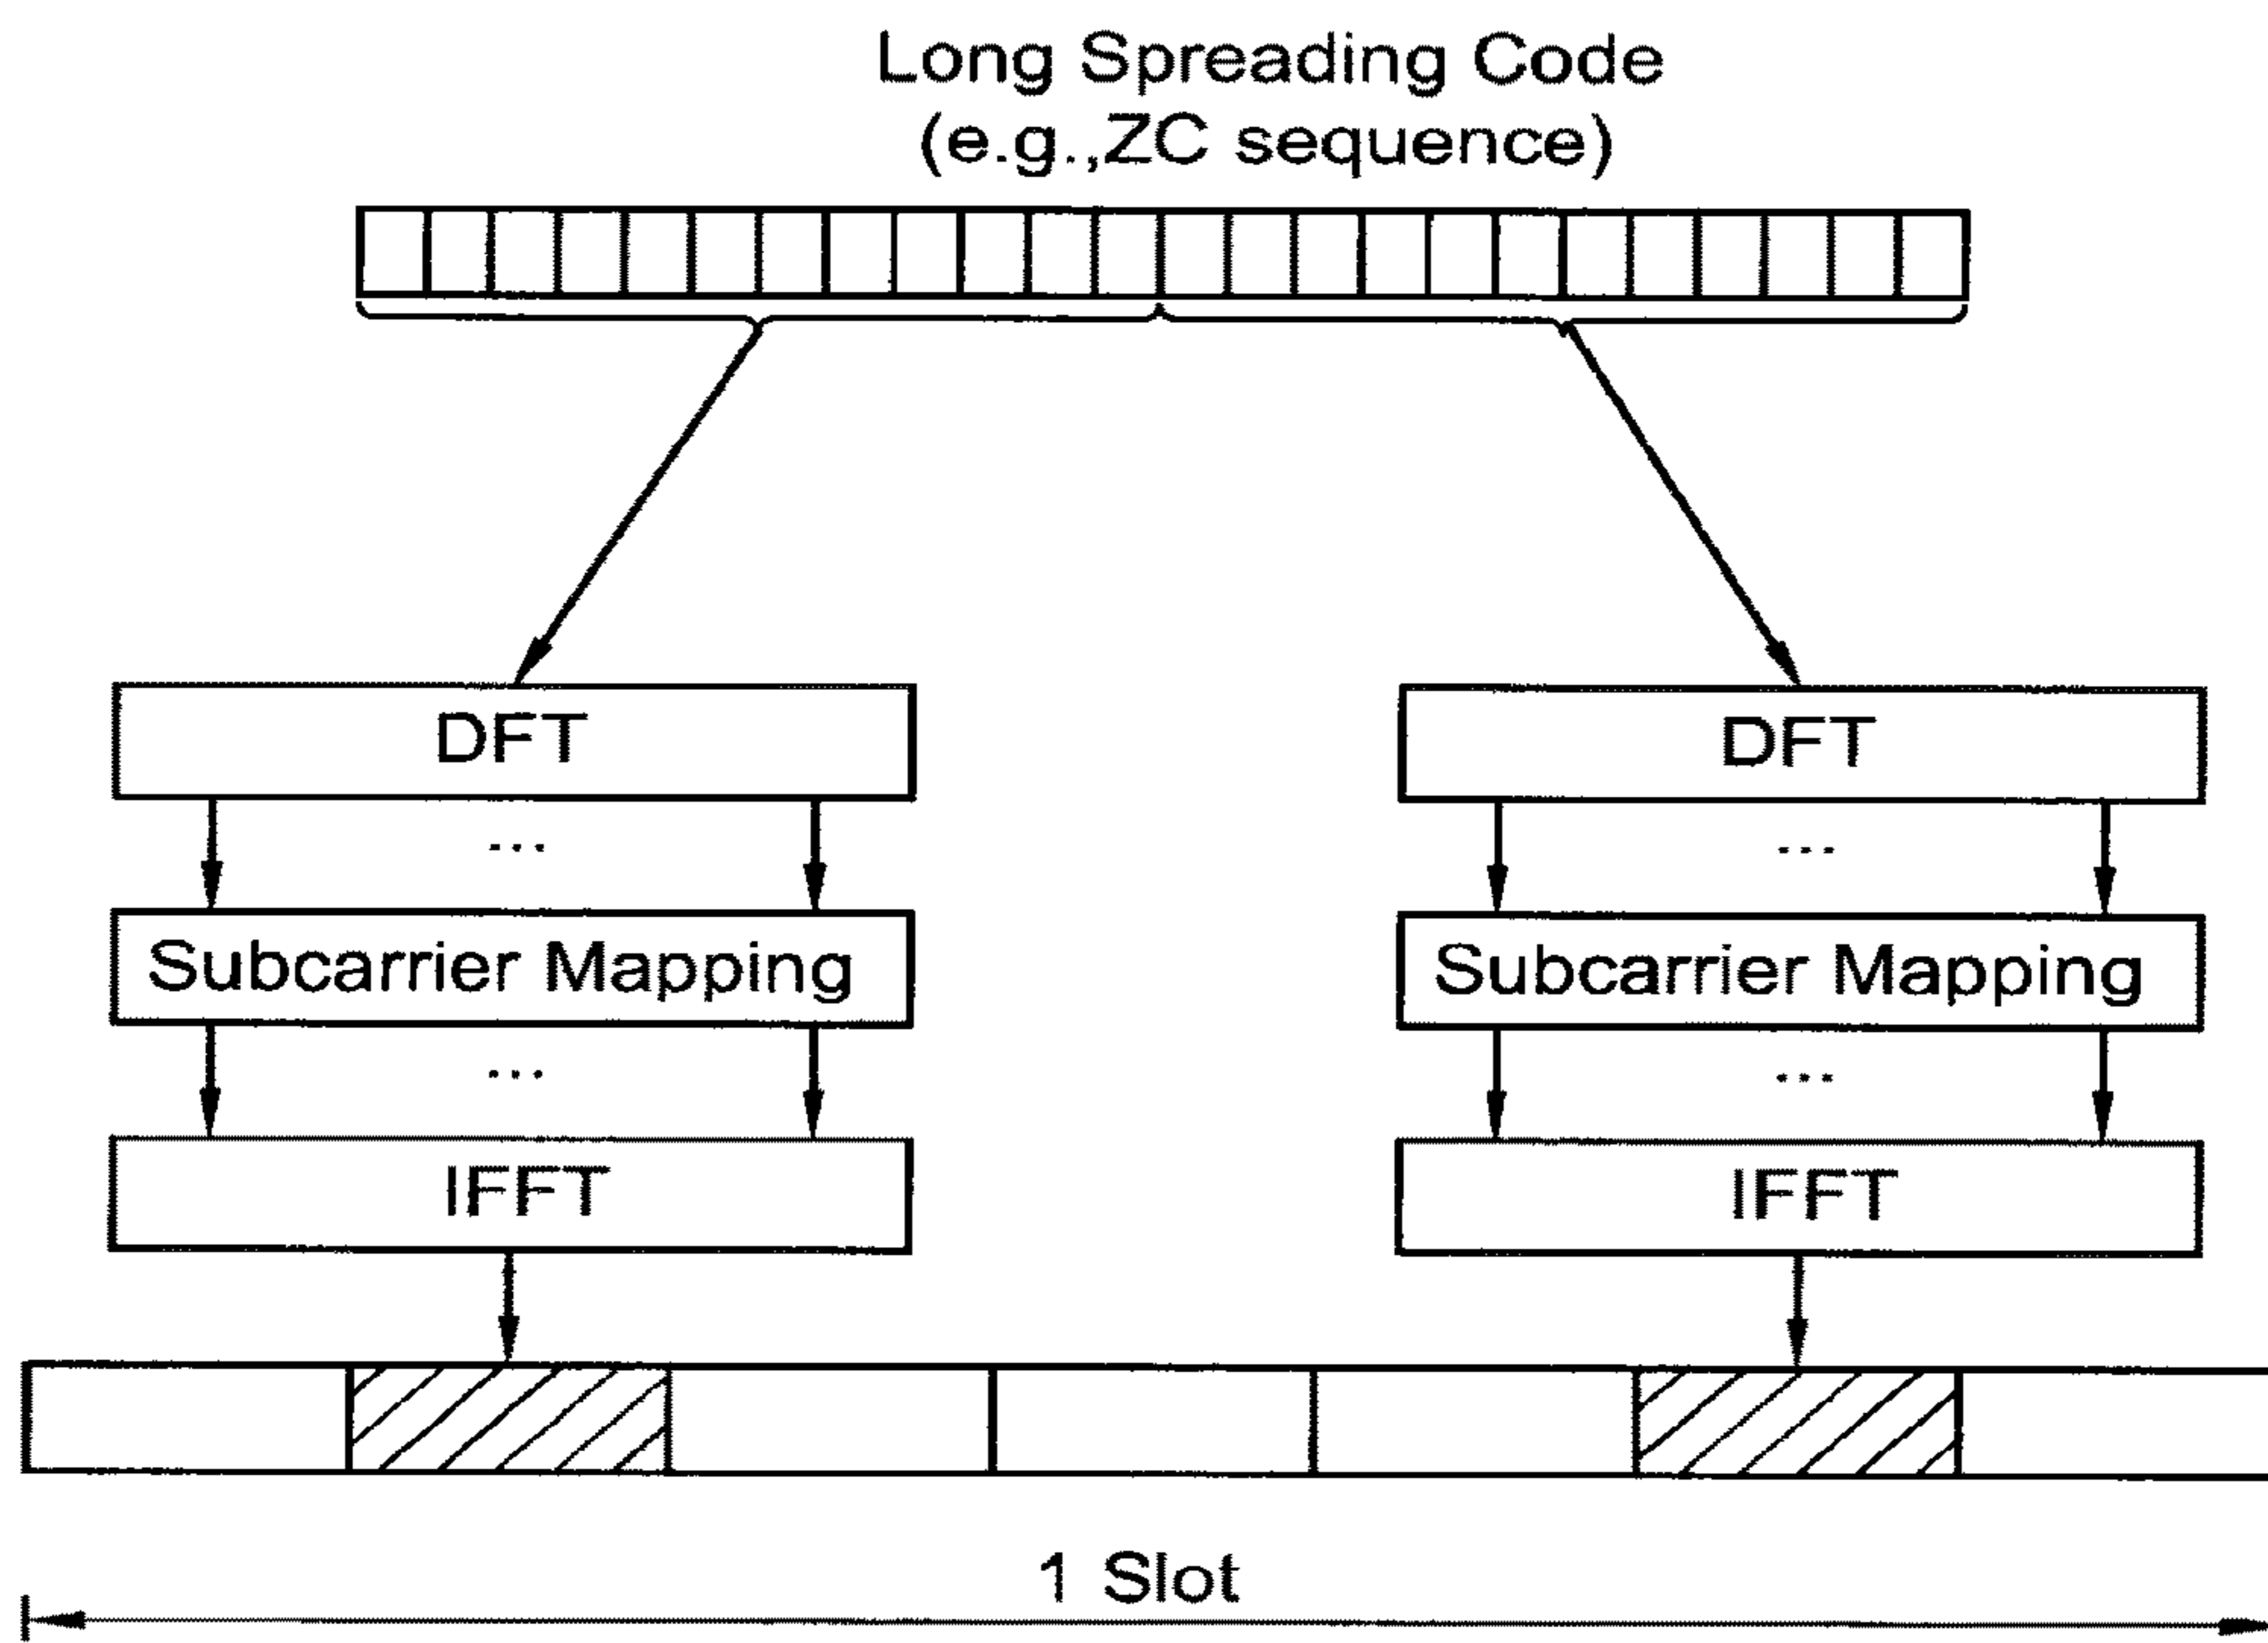 Long Spreading Code
(e.g.,ZC sequence)
DFT
DFT
...
...
Subcarrier Mapping
Subcarrier Mapping
...
...
IFFT
IFFT
1 Slot